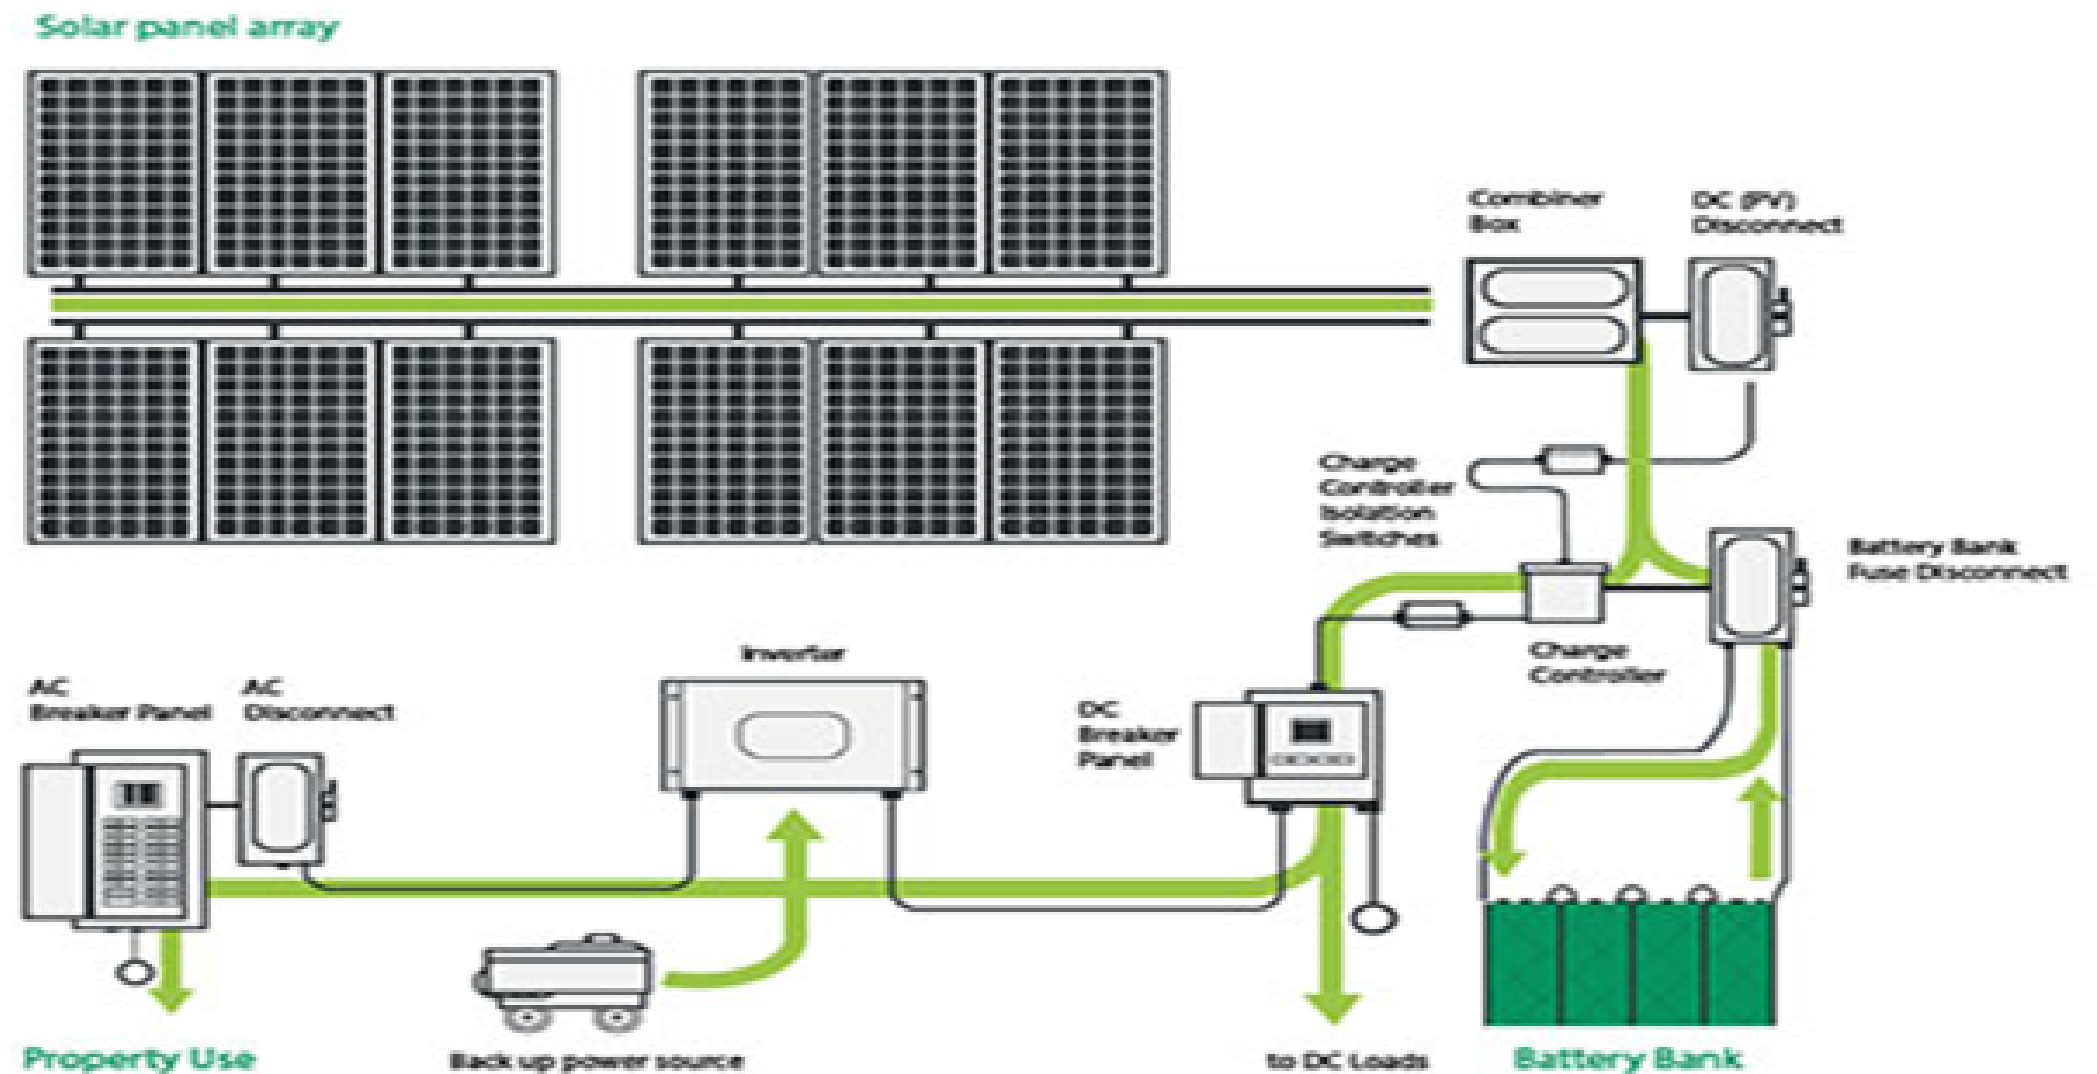 Solar panel array
Combiner
Box
DC (PV)
Disconnect
Charge
Controller
Isolation
Switches
Battery Bank
Fuse Disconnect
Charge
Controller
Inverter
AC
Breaker Panel
AC
Disconnect
DC
Breaker
Panel
Property Use
Back up power source
to DC Loads
Battery Bank